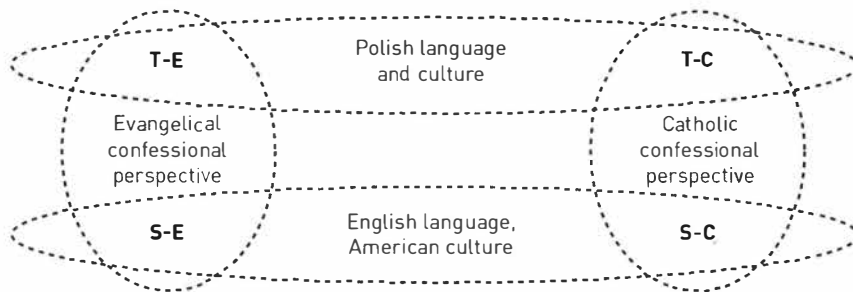 T-E
Polish language
and culture
T-C
Evangelical
confessional
perspective
Catholic
confessional
perspective
S-E
English language,
American culture
S-C